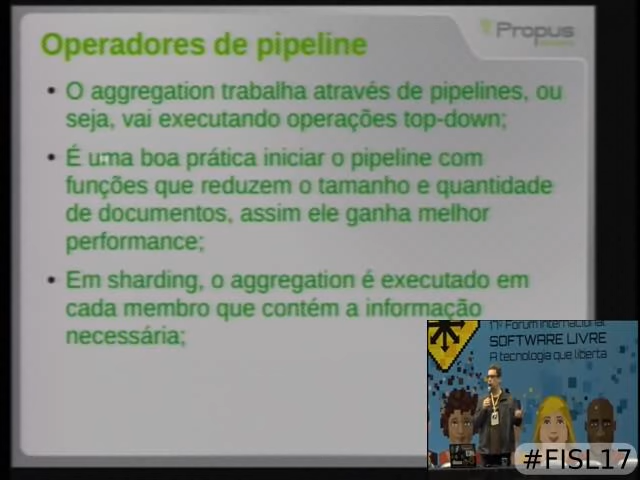 Operadores de pipeline
Propus
• O aggregation trabalha através de pipelines, ou
seja, vai executando operações top-down;
• É uma boa prática iniciar o pipeline com
funções que reduzem o tamanho e quantidade
de documentos, assim ele ganha melhor
performance;
• Em sharding, o aggregation é executado em
cada membro que contém a informação
necessária;
17º Fórum Internacional
SOFTWARE LIVRE
A tecnologia que liberta
#FISL17